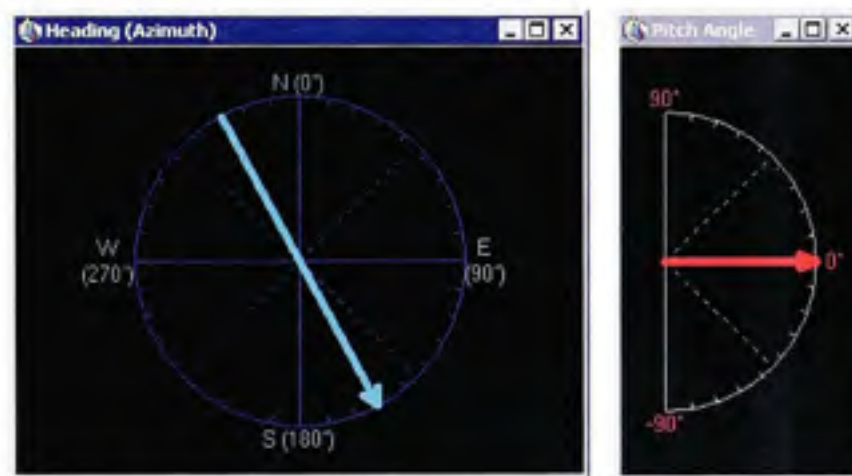 Heading (Azimuth)
N (0°)
W
(270°)
E
(90°)
S (180°)
Pitch Angle
90°
0°
-90°